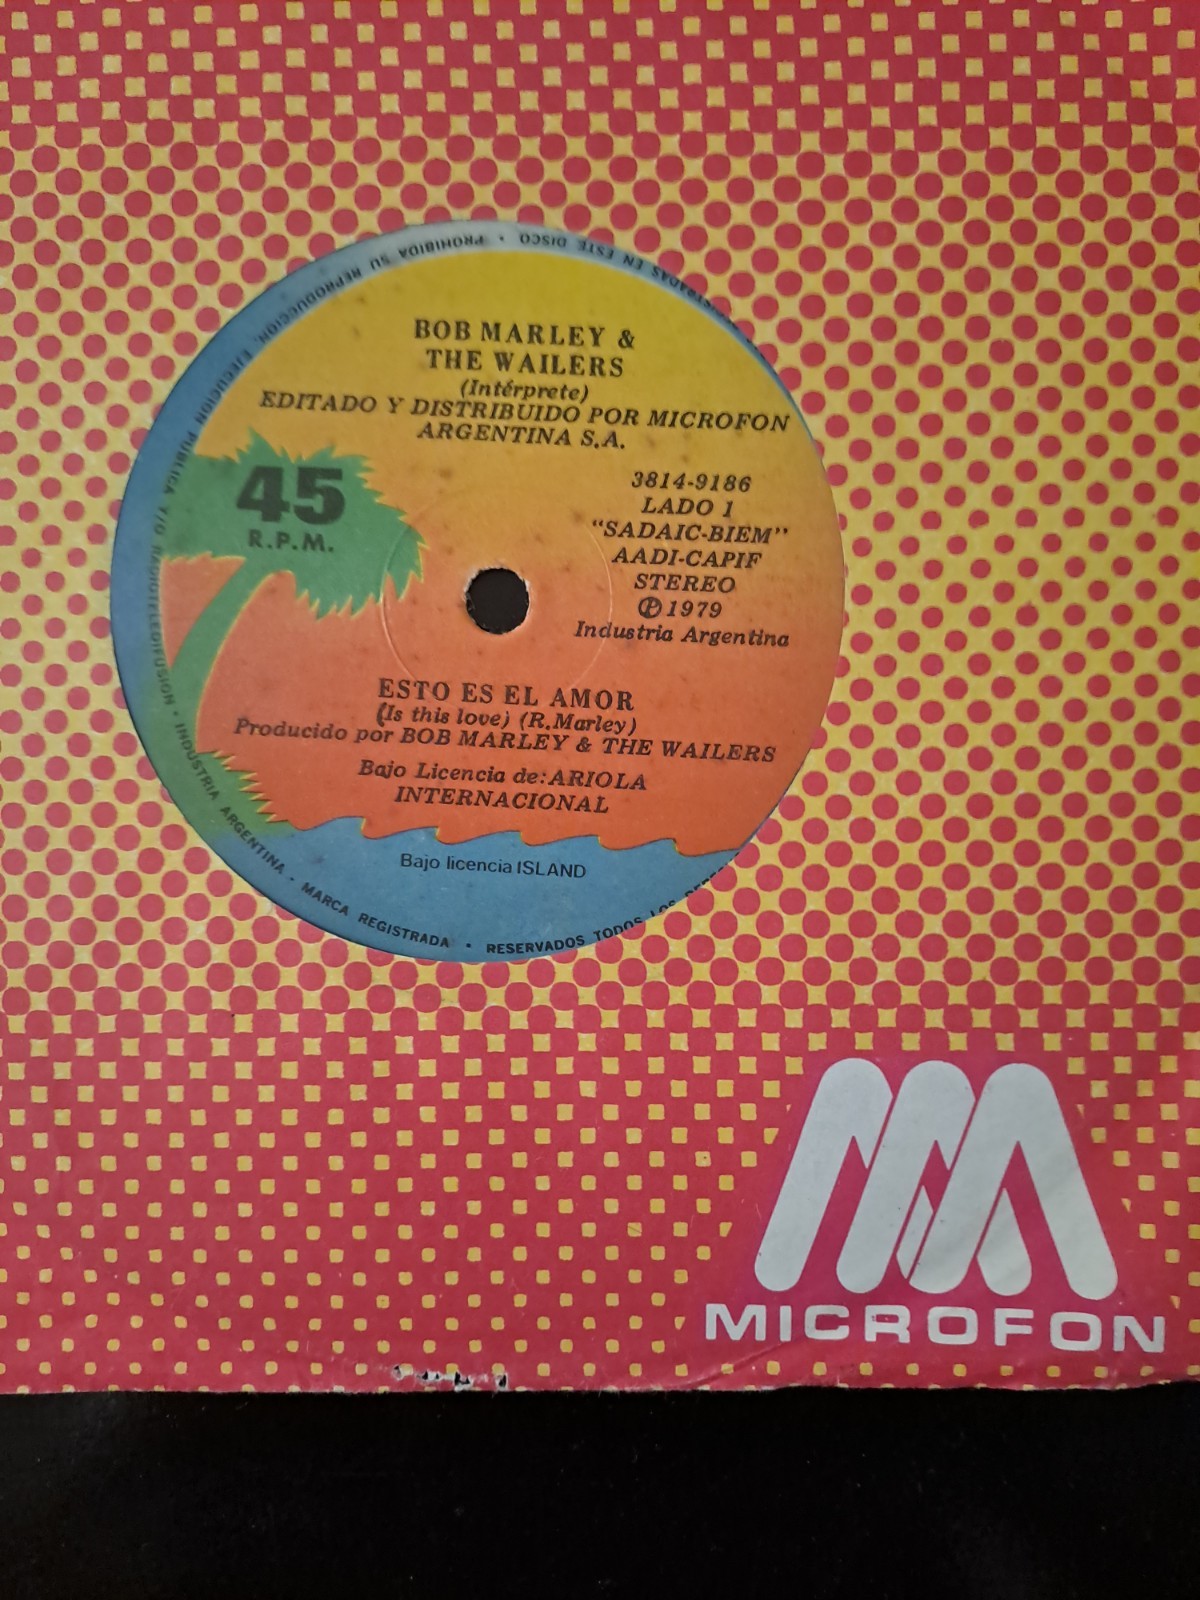 BOB MARLEY &
THE WAILERS
(Intérprete)
EDITADO Y DISTRIBUIDO POR MICROFON
ARGENTINA S.A.
45
R.P.M.
3814-9186
LADO 1
"SADAIC-BIEM"
AADI-CAPIF
STEREO
Ⓟ 1979
Industria Argentina
ESTO ES EL AMOR
(Is this love) (R.Marley)
Producido por BOB MARLEY & THE WAILERS
Bajo Licencia de: ARIOLA
INTERNACIONAL
Bajo licencia ISLAND
EN ESTE DISCO • PROHIBIDA SU REPRODUCCION, EJECUCION PUBLICA Y/O RADIOTELEDIFUSION • INDUSTRIA ARGENTINA • MARCA REGISTRADA • RESERVADOS TODOS LOS
MICROFON